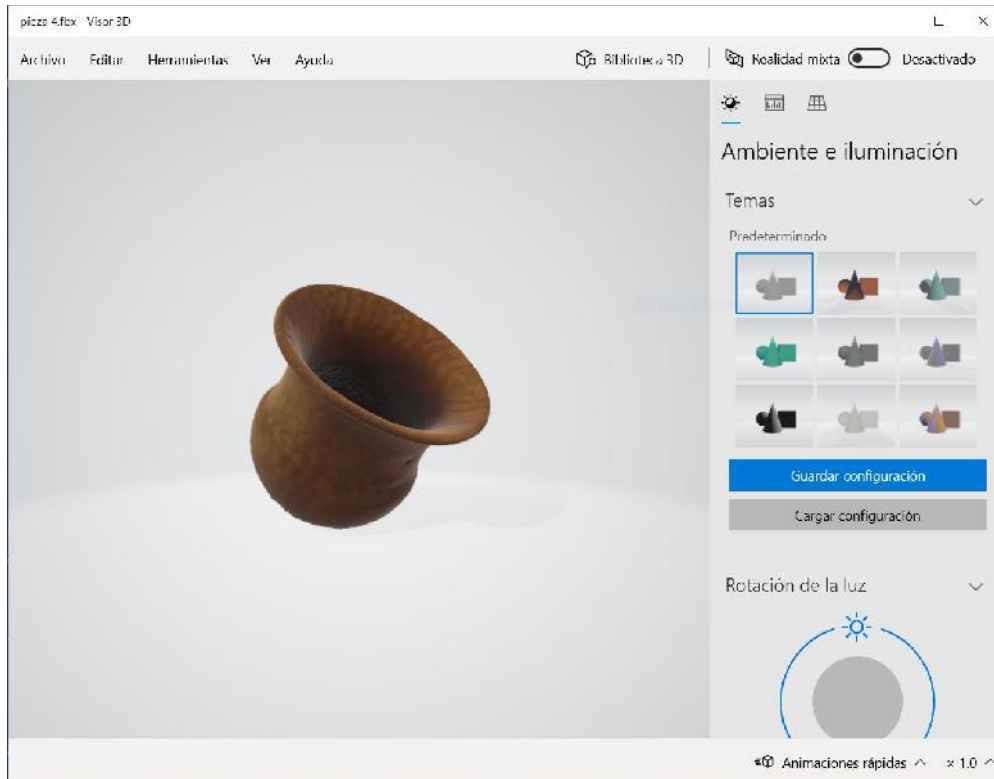 pieza 4.fbx Visor 3D
Archivo Editar Herramientas Ver Ayuda Biblioteca 3D Realidad mixta Desactivado
Ambiente e iluminación
Temas
Predeterminado
Guardar configuración
Cargar configuración
Rotación de la luz
Animaciones rápidas × 1.0